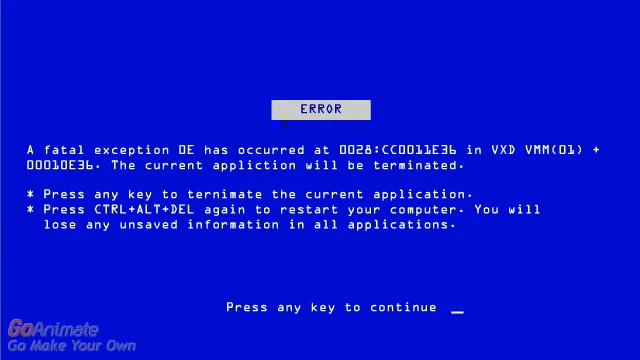 ERROR
A fatal exception 0E has occurred at 0028:CC0011E36 in VXD VMM(01) +
00010E36. The current appliction will be terminated.
* Press any key to ternimate the current application.
* Press CTRL+ALT+DEL again to restart your computer. You will
lose any unsaved information in all applications.
Press any key to continue _
GoAnimate
Go Make Your Own